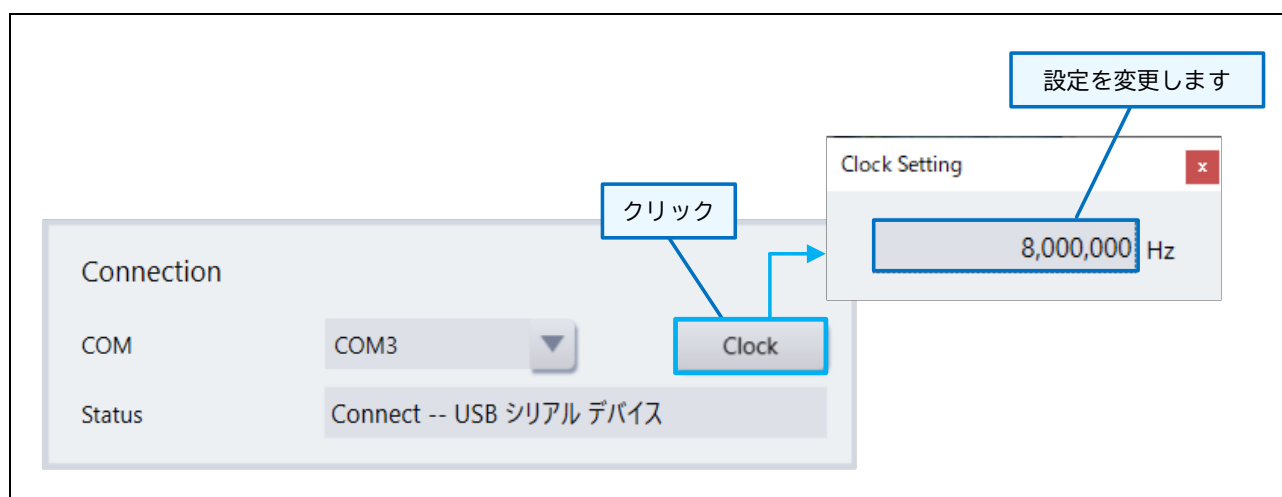 設定を変更します
Clock Setting
x
クリック
8,000,000 Hz
Connection
COM
COM3
Clock
Status
Connect -- USB シリアル デバイス